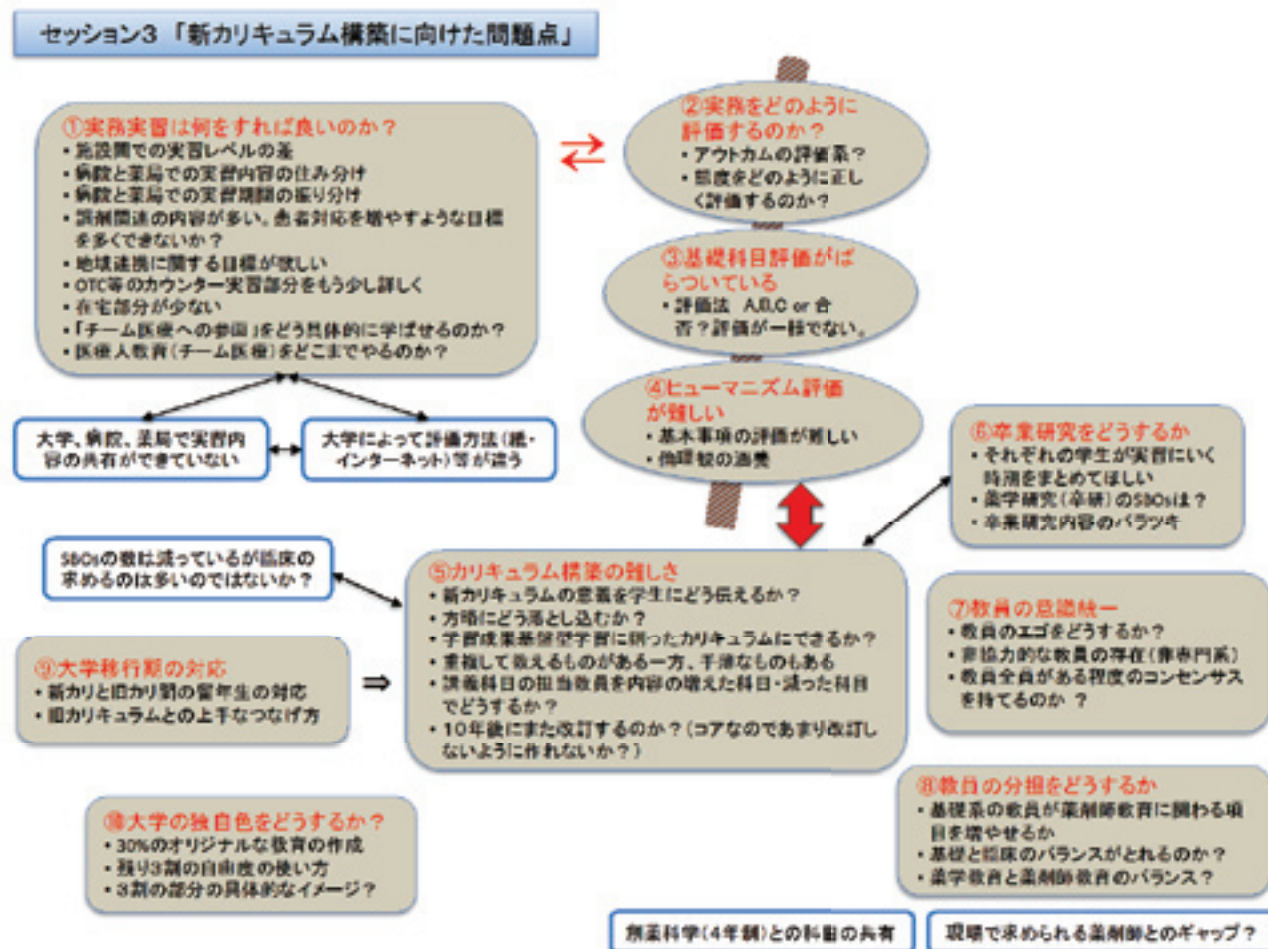 セッション3 「新カリキュラム構築に向けた問題点」
①実務実習は何をすれば良いのか？
・施設間での実習レベルの差
・病院と薬局での実習内容の住み分け
・病院と薬局での実習期間の振り分け
・調剤関連の内容が多い。患者対応を増やすような目標
を多くできないか？
・地域連携に関する目標が欲しい
・OTC等のカウンター実習部分をもう少し詳しく
・在宅部分が少ない
・「チーム医療への参画」をどう具体的に学ばせるのか？
・医療人教育(チーム医療)をどこまでやるのか？
⇄
②実務をどのように
評価するのか？
・アウトカムの評価系？
・態度をどのように正し
く評価するのか？
③基礎科目評価がば
らついている
・評価法 A,B,C or 合
否？評価が一様でない。
④ヒューマニズム評価
が難しい
・基本事項の評価が難しい
・倫理観の涵養
大学、病院、薬局で実習内
容の共有ができていない
大学によって評価方法(紙・
インターネット)等が違う
⑥卒業研究をどうするか
・それぞれの学生が実習にいく
時期をまとめてほしい
・薬学研究(卒研)のSBOsは？
・卒業研究内容のバラツキ
SBOsの数は減っているが臨床の
求めるのは多いのではないか？
⑤カリキュラム構築の難しさ
・新カリキュラムの意義を学生にどう伝えるか？
・方略にどう落とし込むか？
・学習成果基盤型学習に則ったカリキュラムにできるか？
・重複して教えるものがある一方、手薄なものもある
・講義科目の担当教員を内容の増えた科目・減った科目
でどうするか？
・10年後にまた改訂するのか？(コアなのであまり改訂し
ないように作れないか？)
⑦教員の意識統一
・教員のエゴをどうするか？
・非協力的な教員の存在(非専門系)
・教員全員がある程度のコンセンサス
を持てるのか ？
⑨大学移行期の対応
・新カリと旧カリ間の留年生の対応
・旧カリキュラムとの上手なつなげ方
⇒
⑧教員の分担をどうするか
・基礎系の教員が薬剤師教育に関わる項
目を増やせるか
・基礎と臨床のバランスがとれるのか？
・薬学教育と薬剤師教育のバランス？
⑩大学の独自色をどうするか？
・30%のオリジナルな教育の作成
・残り3割の自由度の使い方
・3割の部分の具体的なイメージ？
創薬科学(4年制)との科目の共有
現場で求められる薬剤師とのギャップ？